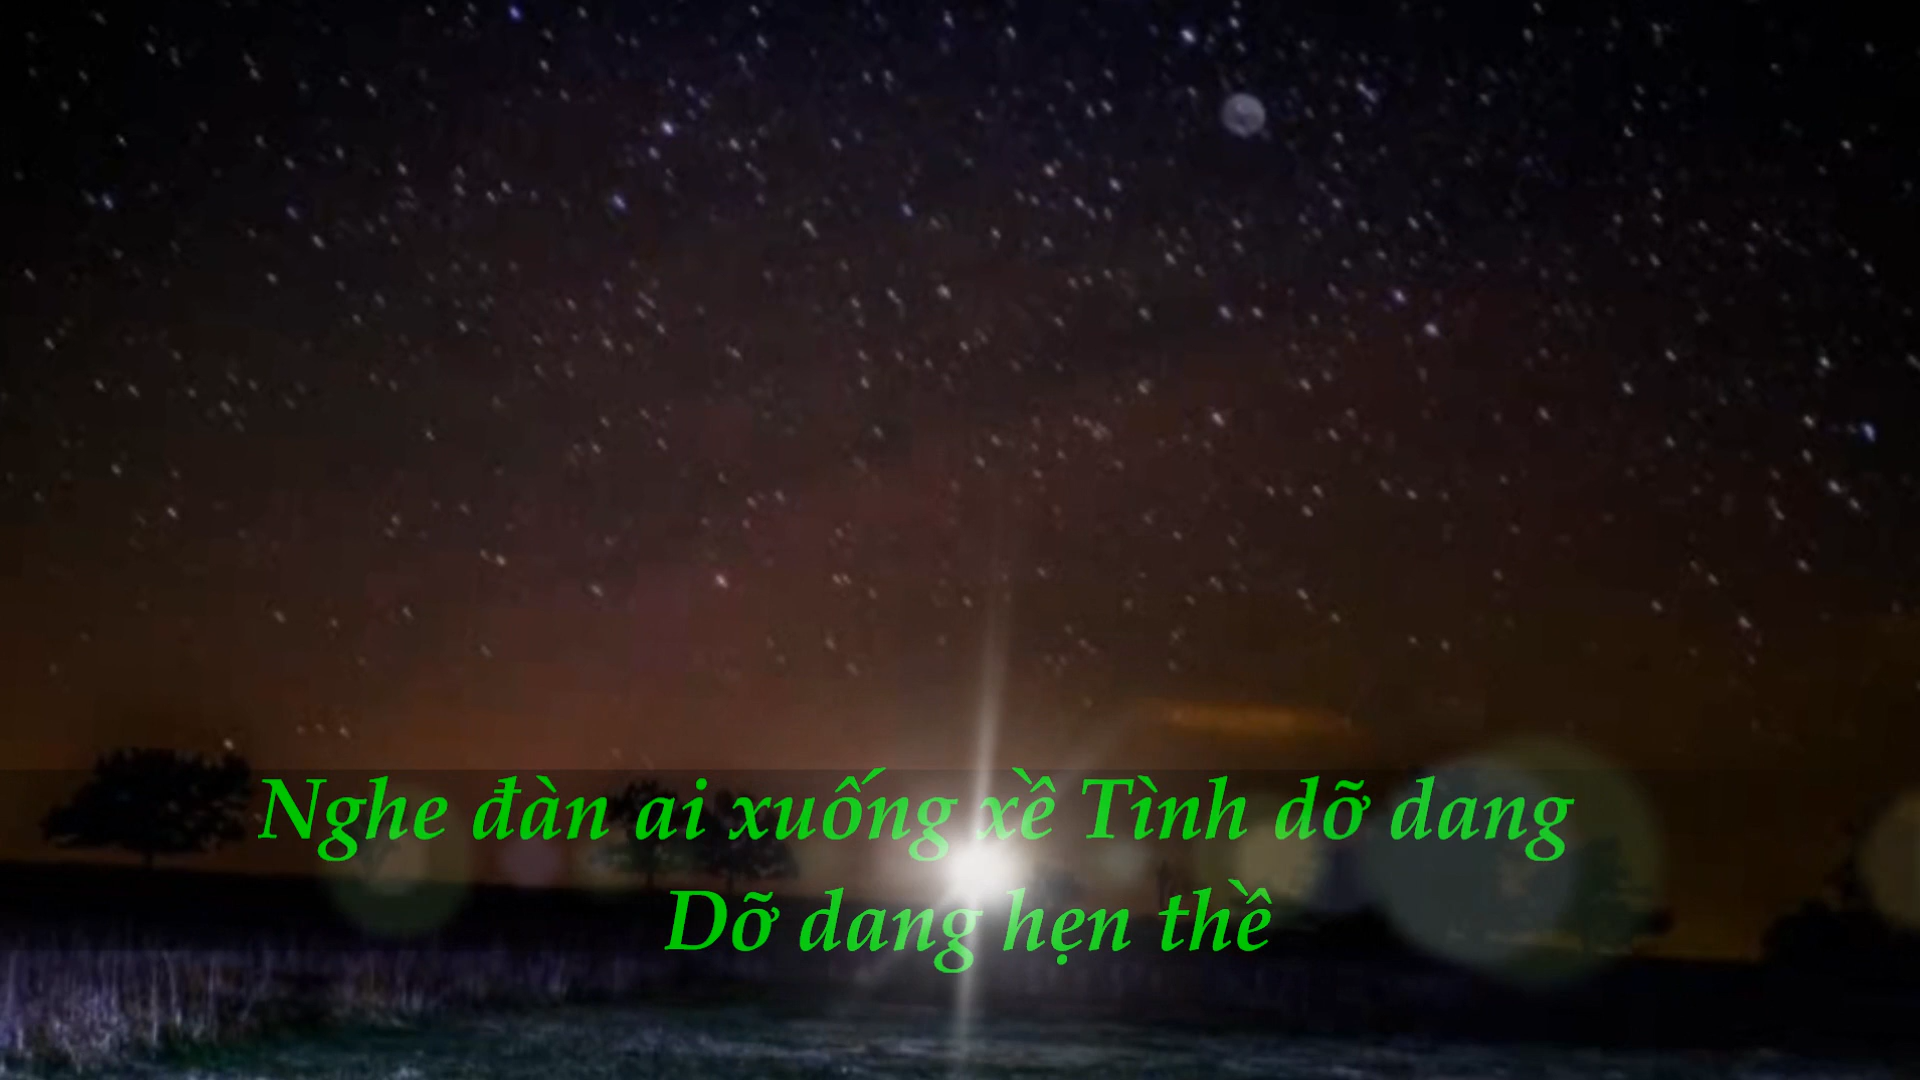 Nghe đàn ai xuống xề Tình dỡ dang
Dỡ dang hẹn thề